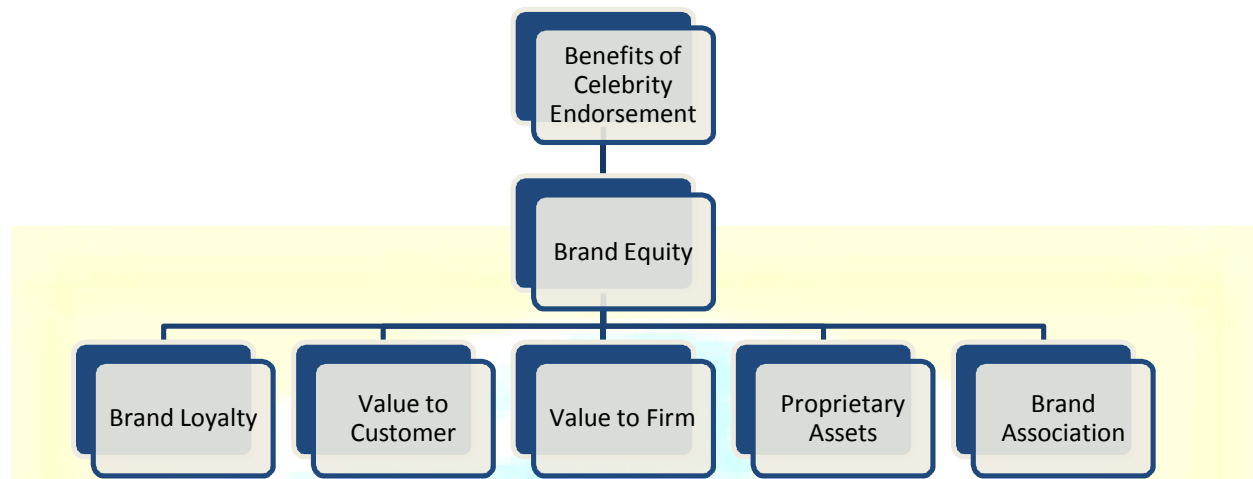 Benefits of
Celebrity
Endorsement
Brand Equity
Brand Loyalty
Value to
Customer
Value to Firm
Proprietary
Assets
Brand
Association